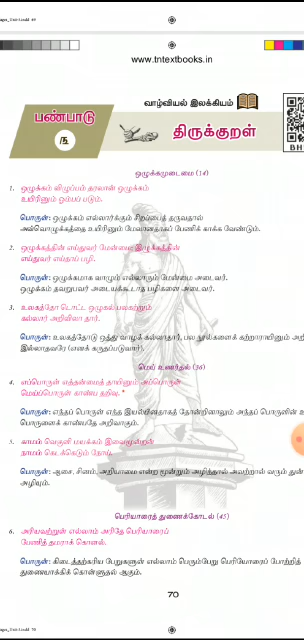 www.tntextbooks.in
வாழ்வியல் இலக்கியம்
பண்பாடு
௫
திருக்குறள்
ஒழுக்கமுடைமை (14)
1. ஒழுக்கம் விழுப்பம் தரலான் ஒழுக்கம்
உயிரினும் ஓம்பப் படும்.
பொருள்: ஒழுக்கம் எல்லார்க்கும் சிறப்பைத் தருவதால்
அவ்வொழுக்கத்தை உயிரினும் மேலானதாகப் பேணிக் காக்க வேண்டும்.
2. ஒழுக்கத்தின் எய்துவர் மேன்மை இழுக்கத்தின்
எய்துவர் எய்தாப் பழி.
பொருள்: ஒழுக்கமாக வாழும் எல்லாரும் மேன்மை அடைவர்.
ஒழுக்கம் தவறுபவர் அடையக்கூடாத பழிகளை அடைவர்.
3. உலகத்தோ டொட்ட ஒழுகல் பலகற்றும்
கல்லார் அறிவிலா தார்.
பொருள்: உலகத்தோடு ஒத்து வாழக் கல்லாதார், பல நூல்களைக் கற்றாராயினும்
இல்லாதவரே (எனக் கருதப்படுவார்).
மெய் உணர்தல் (36)
4. எப்பொருள் எத்தன்மைத் தாயினும் அப்பொருள்
மெய்ப்பொருள் காண்ப தறிவு. *
பொருள்: எந்தப் பொருள் எந்த இயல்பினதாகத் தோன்றினாலும் அந்தப் பொருளின்
பொருளைக் காண்பதே அறிவாகும்.
5. காமம் வெகுளி மயக்கம் இவைமூன்றன்
நாமம் கெடக்கெடும் நோய்.
பொருள்: ஆசை, சினம், அறியாமை என்ற மூன்றும் அழித்தால் அவற்றால் வரும்
அழியும்.
பெரியாரைத் துணைக்கோடல் (45)
6. அரியவற்றுள் எல்லாம் அரிதே பெரியாரைப்
பேணித் தமராக் கொளல்.
பொருள்: கிடைத்தற்கரிய பேறுகளுள் எல்லாம் பெரும்பேறு பெரியோரைப் போற்றித்
துணையாக்கிக் கொள்ளுதல் ஆகும்.
70